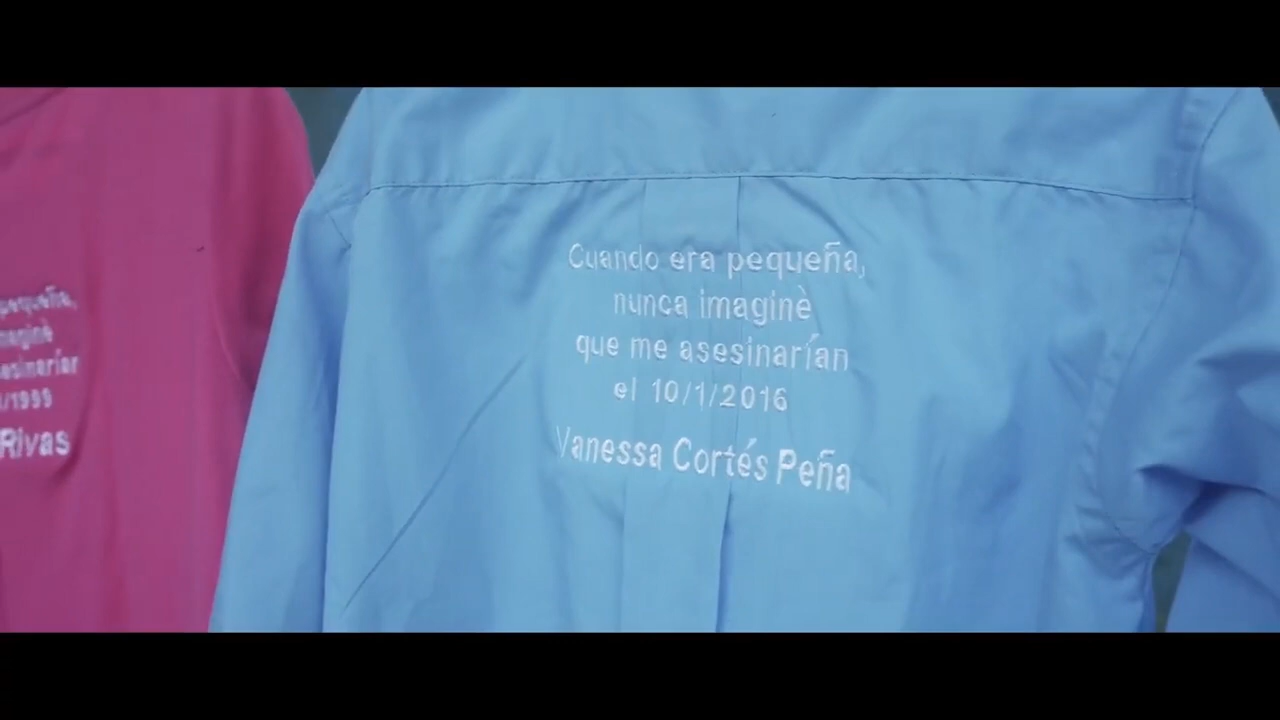 pequeña,
asesinarían
/1999
Rivas
Cuando era pequeña,
nunca imaginè
que me asesinarían
el 10/1/2016
Vanessa Cortés Peña